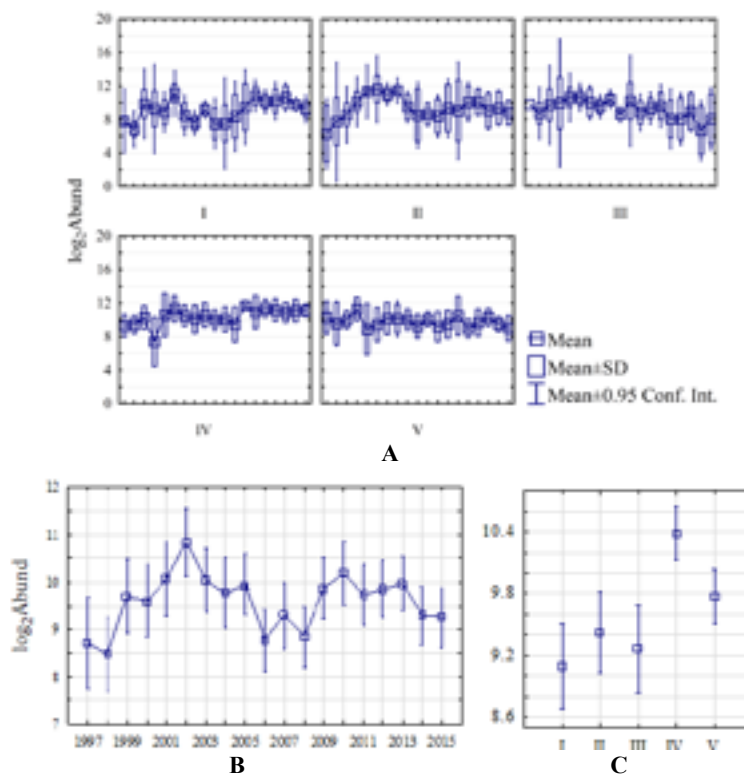 20
16
12
8
4
0
I
II
III
log₂Abund
20
16
12
8
4
0
IV
V
Mean
Mean±SD
Mean±0.95 Conf. Int.
A
12
11
10
9
8
7
log₂Abund
1997 1999 2001 2003 2005 2007 2009 2011 2013 2015
B
10.4
9.8
9.2
8.6
I II III IV V
C